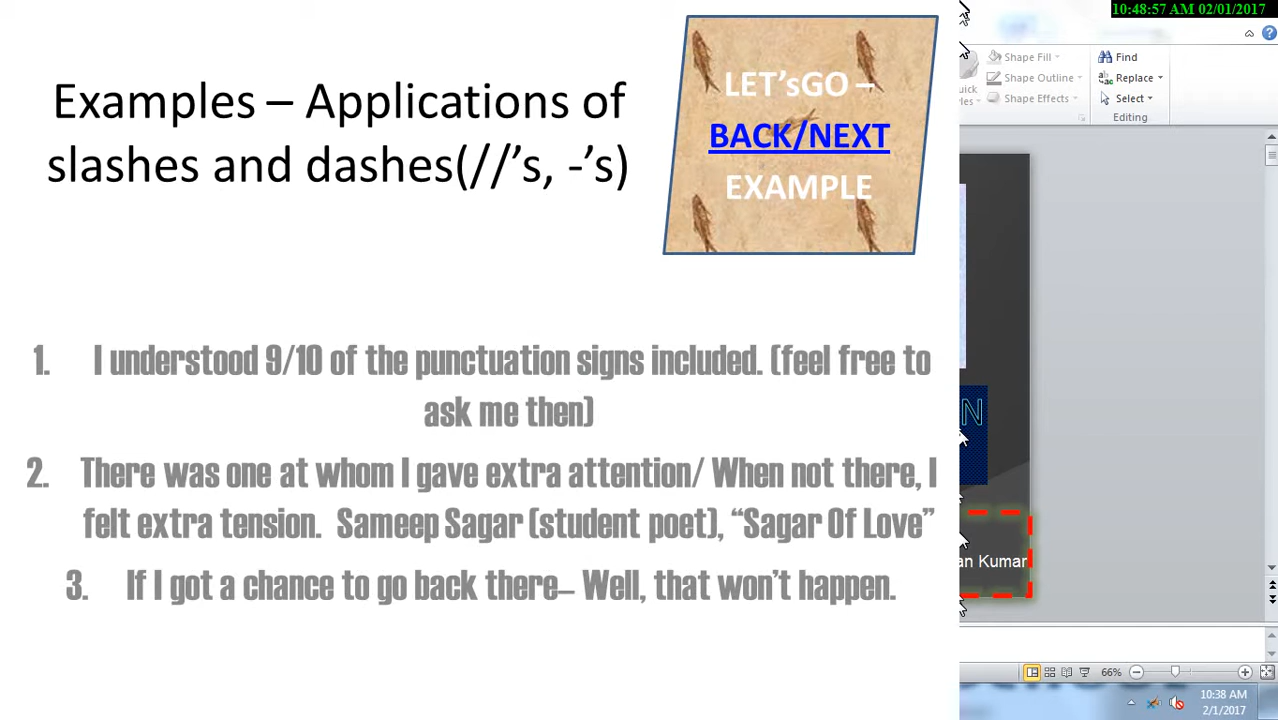 10:48:57 AM 02/01/2017
Examples – Applications of
slashes and dashes(//’s, -’s)
LET’sGO –
BACK/NEXT
EXAMPLE
Shape Fill
Shape Outline
Shape Effects
Find
Replace
Select
Editing
1. I understood 9/10 of the punctuation signs included. (feel free to
ask me then)
2. There was one at whom I gave extra attention/ When not there, I
felt extra tension. Sameep Sagar (student poet), “Sagar Of Love”
3. If I got a chance to go back there– Well, that won’t happen.
N
an Kumar
66%
10:38 AM
2/1/2017